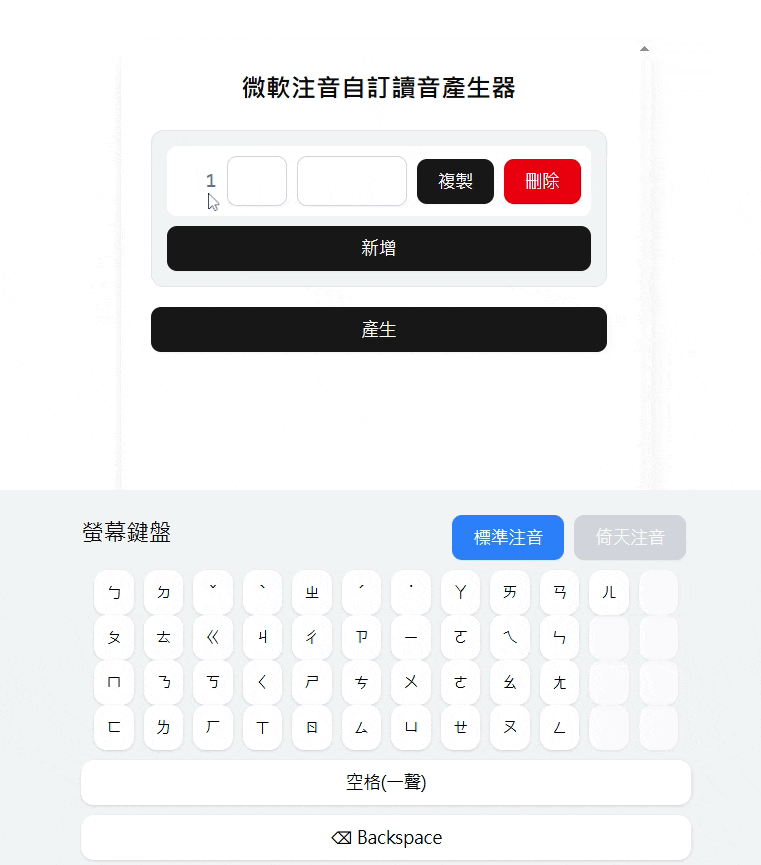 微軟注音自訂讀音產生器
1 複製 刪除
新增
產生
螢幕鍵盤 標準注音 倚天注音
ㄅ ㄉ ˇ ˋ ㄓ ˊ ˙ ㄚ ㄞ ㄢ ㄦ
ㄆ ㄊ ㄍ ㄐ ㄔ ㄗ ㄧ ㄛ ㄟ ㄣ
ㄇ ㄋ ㄎ ㄑ ㄕ ㄘ ㄨ ㄜ ㄠ ㄤ
ㄈ ㄌ ㄏ ㄒ ㄖ ㄙ ㄩ ㄝ ㄡ ㄥ
空格(一聲)
⌫ Backspace